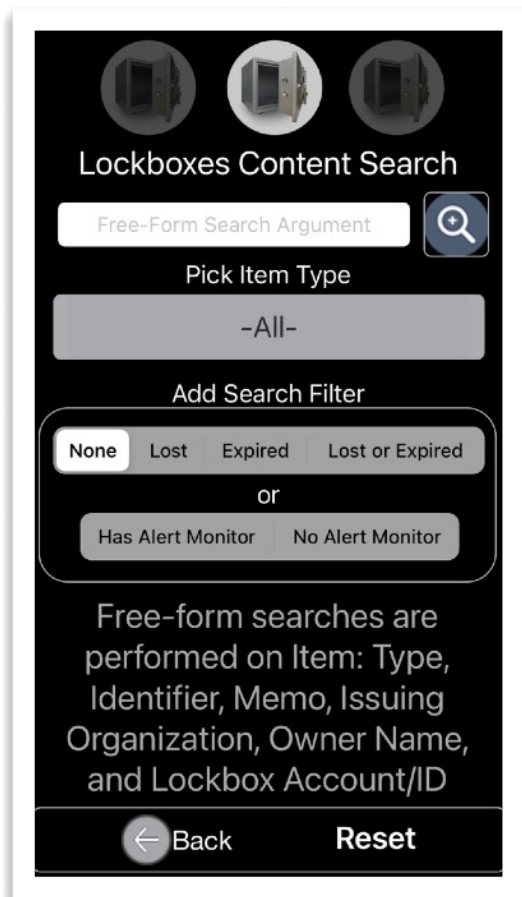 Lockboxes Content Search
Free-Form Search Argument
Pick Item Type
-All-
Add Search Filter
None Lost Expired Lost or Expired
or
Has Alert Monitor No Alert Monitor
Free-form searches are
performed on Item: Type,
Identifier, Memo, Issuing
Organization, Owner Name,
and Lockbox Account/ID
Back Reset